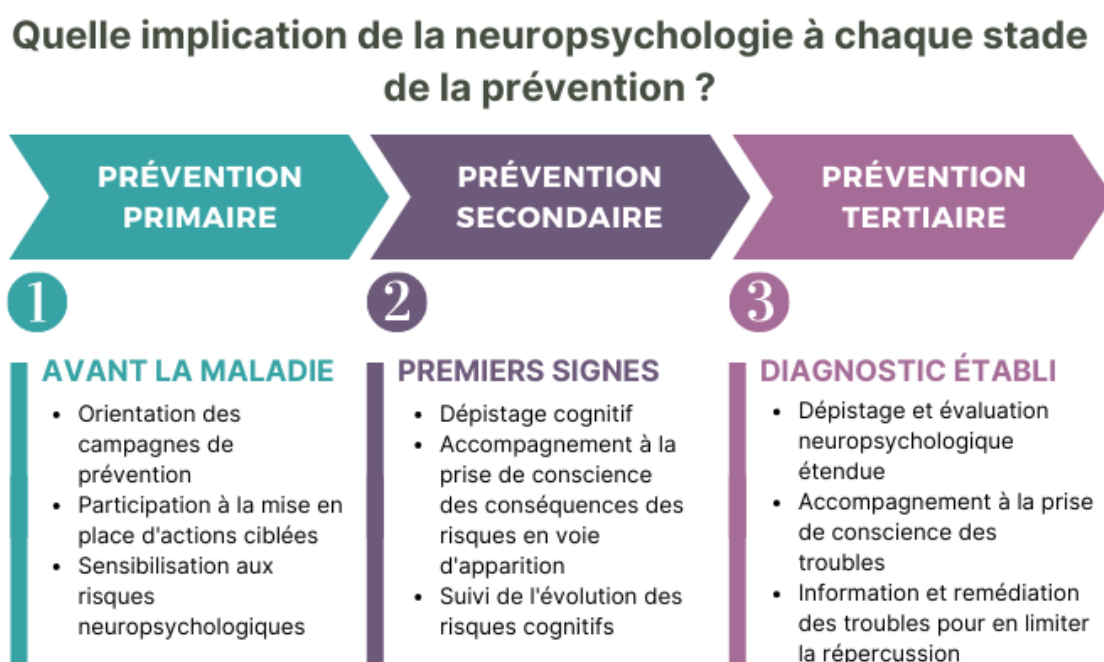 Quelle implication de la neuropsychologie à chaque stade
de la prévention ?
PRÉVENTION
PRIMAIRE
PRÉVENTION
SECONDAIRE
PRÉVENTION
TERTIAIRE
1
2
3
AVANT LA MALADIE
• Orientation des
campagnes de
prévention
• Participation à la mise en
place d'actions ciblées
• Sensibilisation aux
risques
neuropsychologiques
PREMIERS SIGNES
• Dépistage cognitif
• Accompagnement à la
prise de conscience
des conséquences des
risques en voie
d'apparition
• Suivi de l'évolution des
risques cognitifs
DIAGNOSTIC ÉTABLI
• Dépistage et évaluation
neuropsychologique
étendue
• Accompagnement à la prise
de conscience des
troubles
• Information et remédiation
des troubles pour en limiter
la répercussion